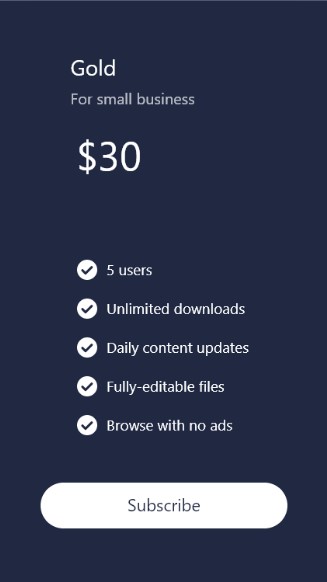 Gold
For small business
$30
5 users
Unlimited downloads
Daily content updates
Fully-editable files
Browse with no ads
Subscribe